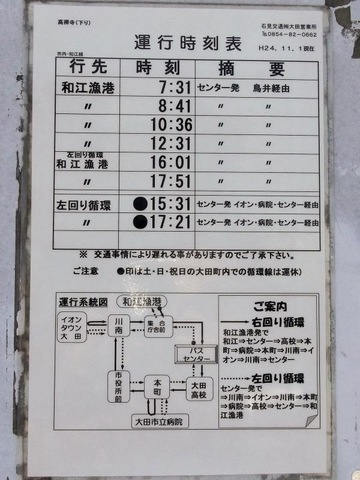 高禅寺(下り)
石見交通㈱大田営業所
℡0854-82-0662
運行時刻表
H24.11.1現在
市内・和江線
行先 時刻 摘要
和江漁港 7:31 センター発 鳥井経由
〃 8:41 〃 〃
〃 10:36 〃 〃
〃 12:31 〃 〃
左回り循環
和江漁港 16:01 〃 〃
〃 17:51 〃 〃
左回り循環 ●15:31 センター発 イオン・病院・センター経由
〃 ●17:21 センター発 イオン・病院・センター経由
※ 交通事情により遅れる事がありますのでご了承下さい。
ご注意 ●印は土・日・祝日の大田町内での循環線は運休)
運行系統図
和江漁港
イオン
タウン
大田
川南
集合
庁舎前
バス
センター
市役所
前
本町
大田
高校
大田市立病院
ご案内
右回り循環
和江漁港発で
和江⇒センター⇒高校⇒本
町⇒病院⇒本町⇒川南⇒イ
オン⇒川南⇒センター
左回り循環
センター発で
⇒川南⇒イオン⇒川南⇒本町
⇒病院⇒高校⇒センター⇒和
江漁港